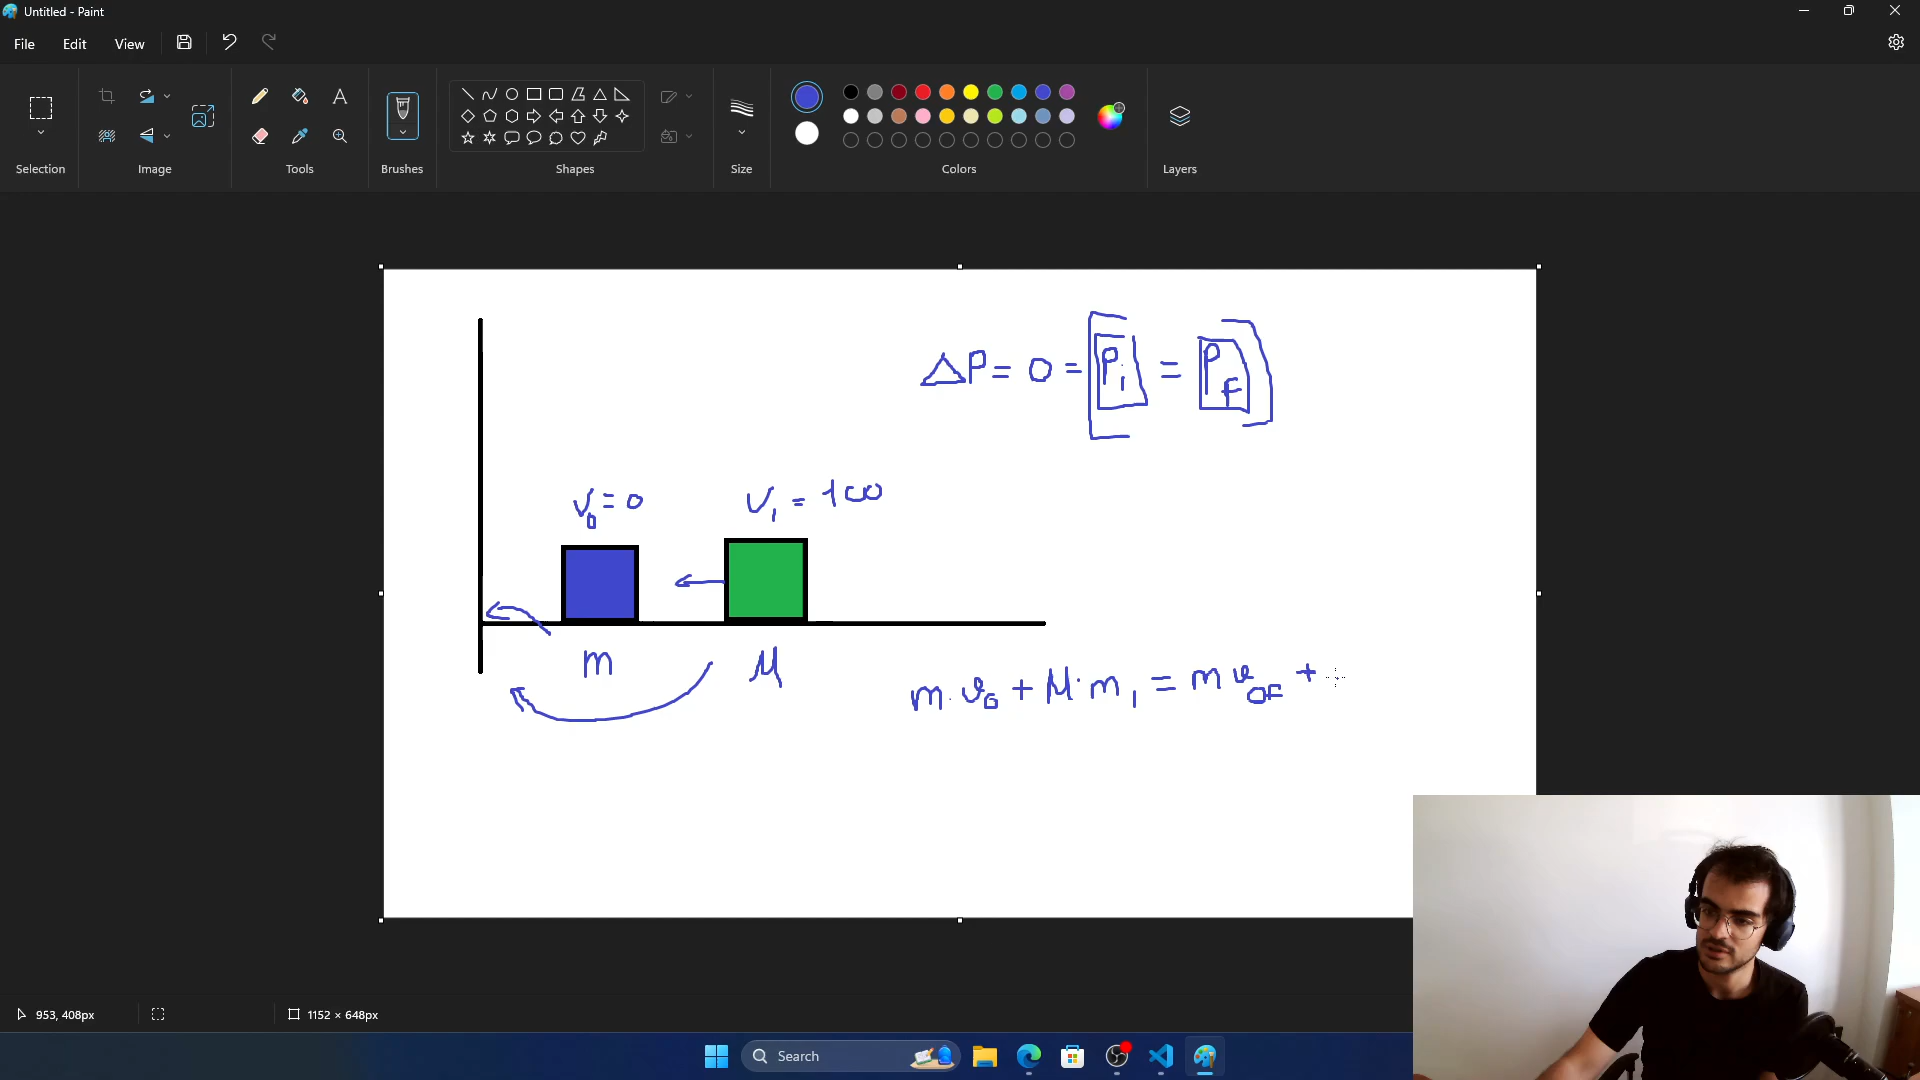 Untitled - Paint
File Edit View
Selection Image Tools Brushes Shapes Size Colors Layers
ΔP = 0 = [Pi = PF]
V0 = 0
V1 = 100
m
M
m · v0 + M · m1 = m v0F +
953, 408px
1152 × 648px
Search